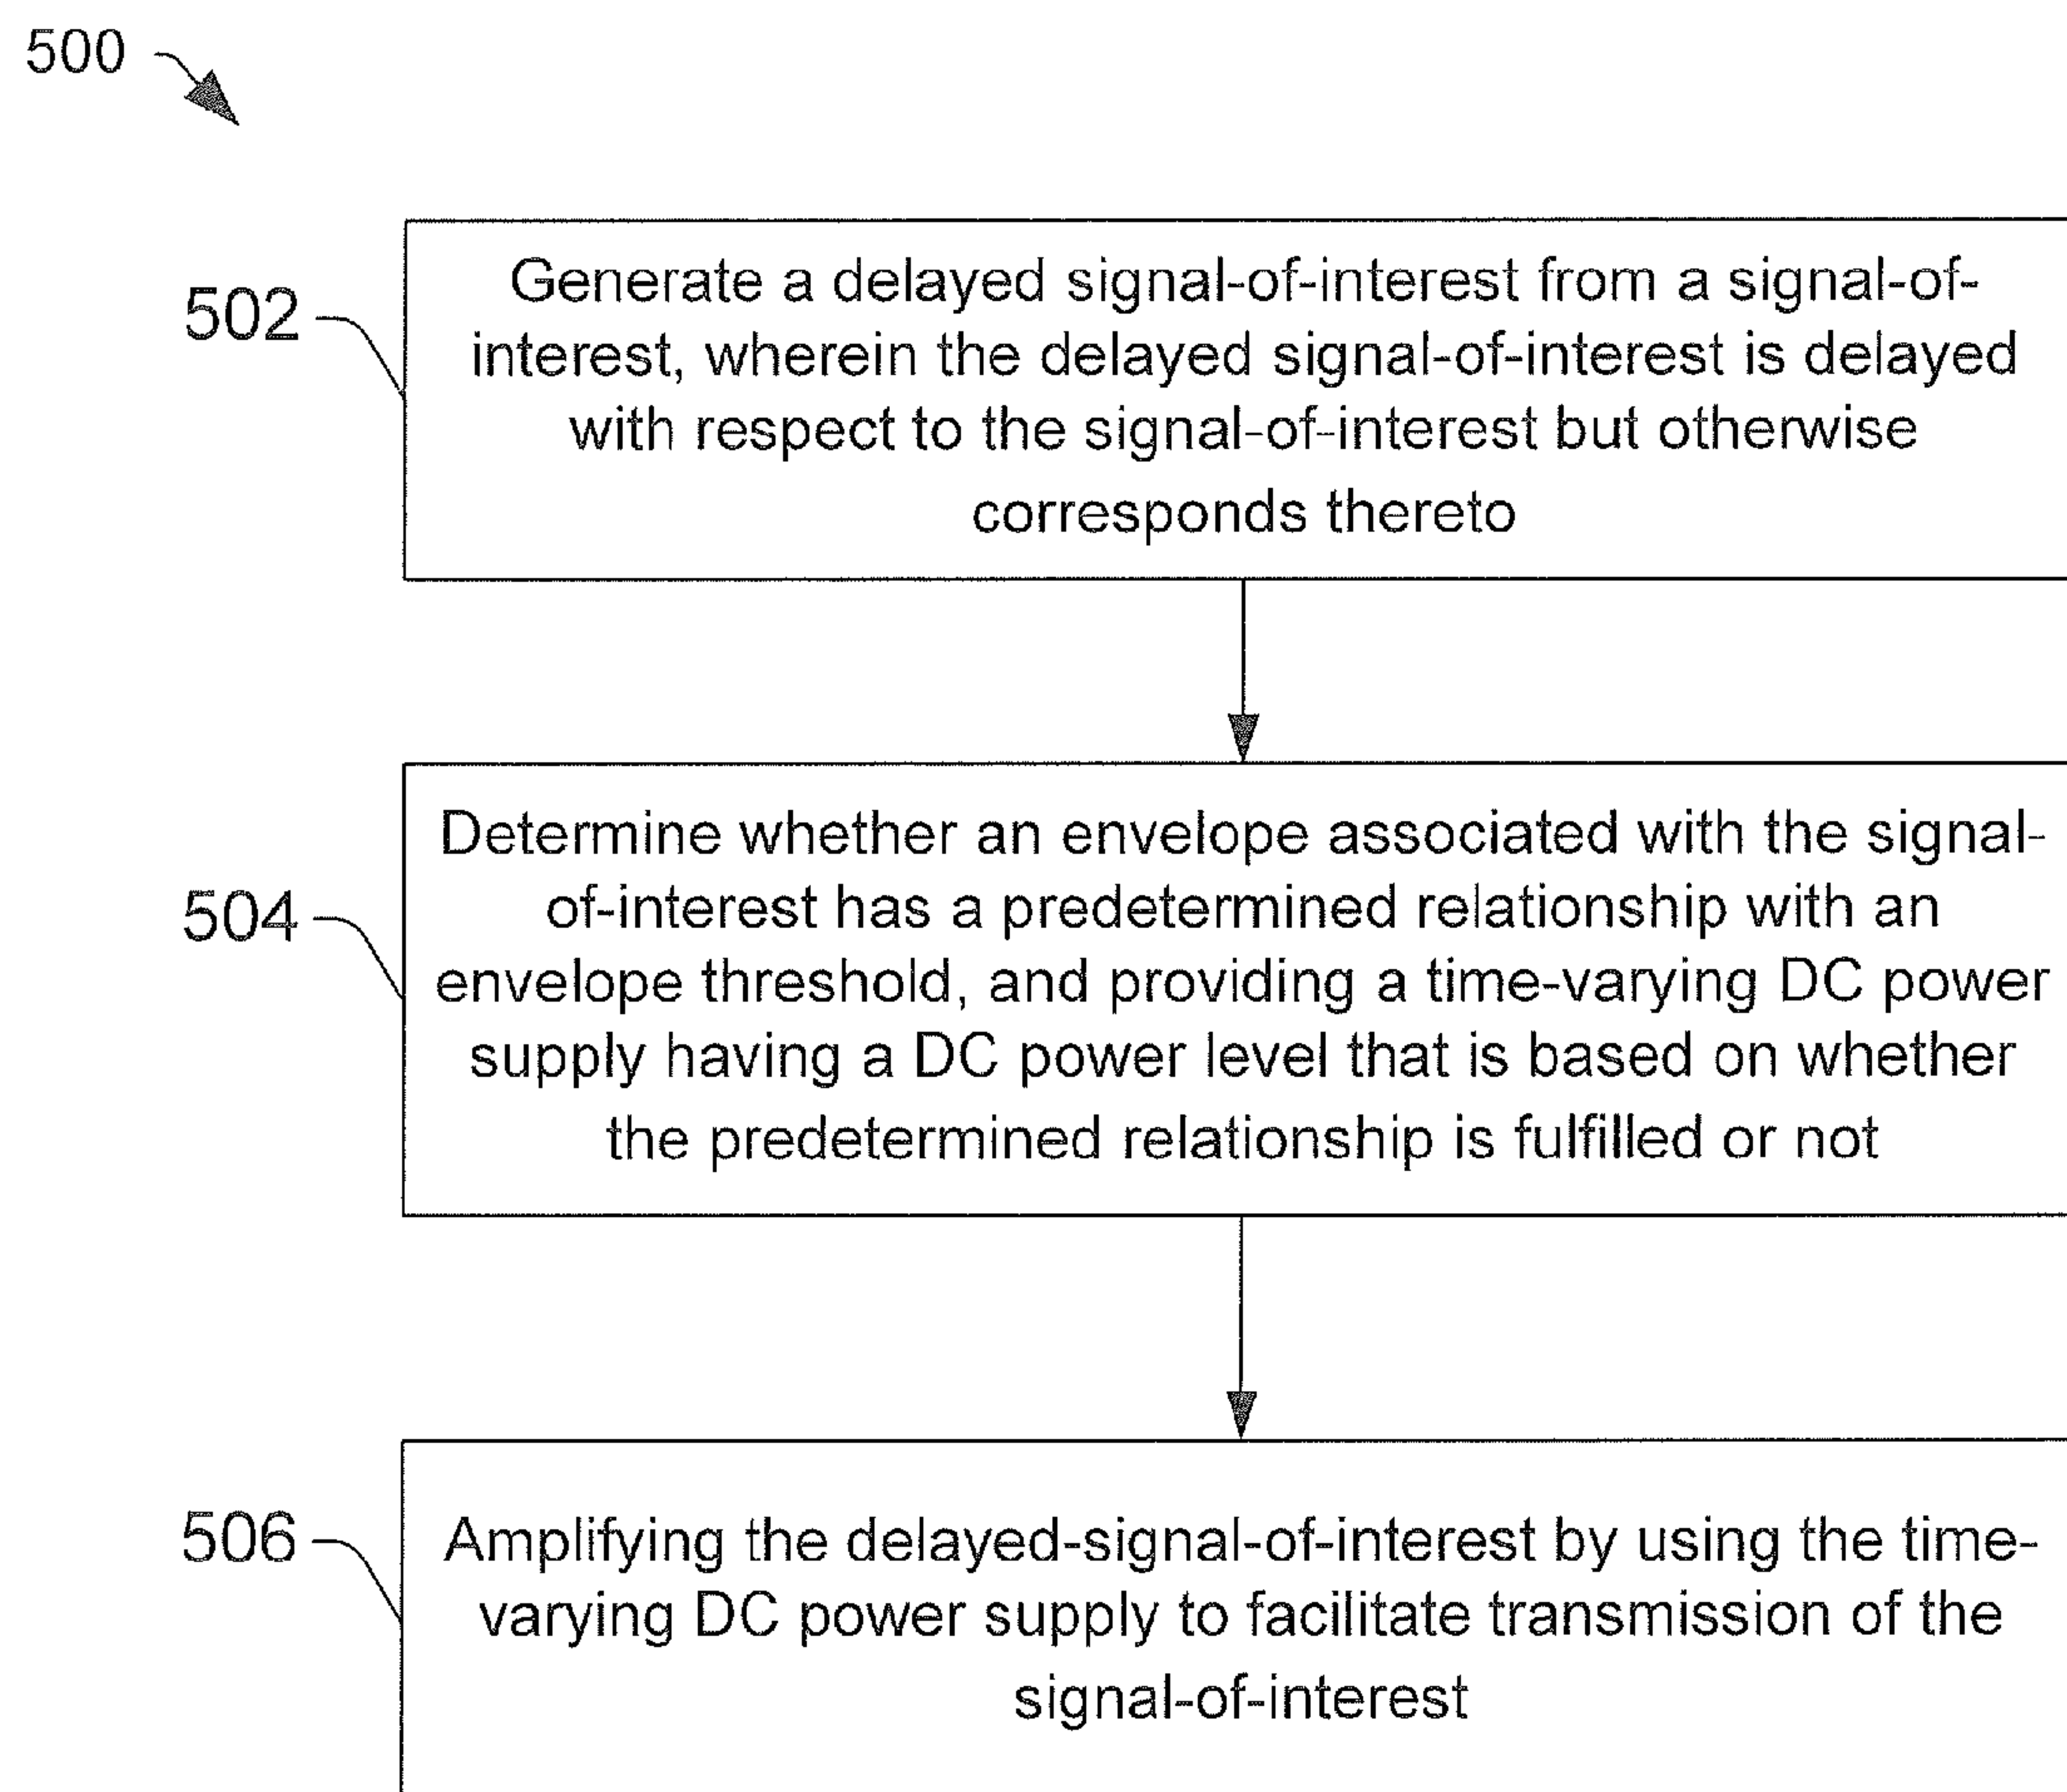 500
502
Generate a delayed signal-of-interest from a signal-of-
interest, wherein the delayed signal-of-interest is delayed
with respect to the signal-of-interest but otherwise
corresponds thereto
504
Determine whether an envelope associated with the signal-
of-interest has a predetermined relationship with an
envelope threshold, and providing a time-varying DC power
supply having a DC power level that is based on whether
the predetermined relationship is fulfilled or not
506
Amplifying the delayed-signal-of-interest by using the time-
varying DC power supply to facilitate transmission of the
signal-of-interest